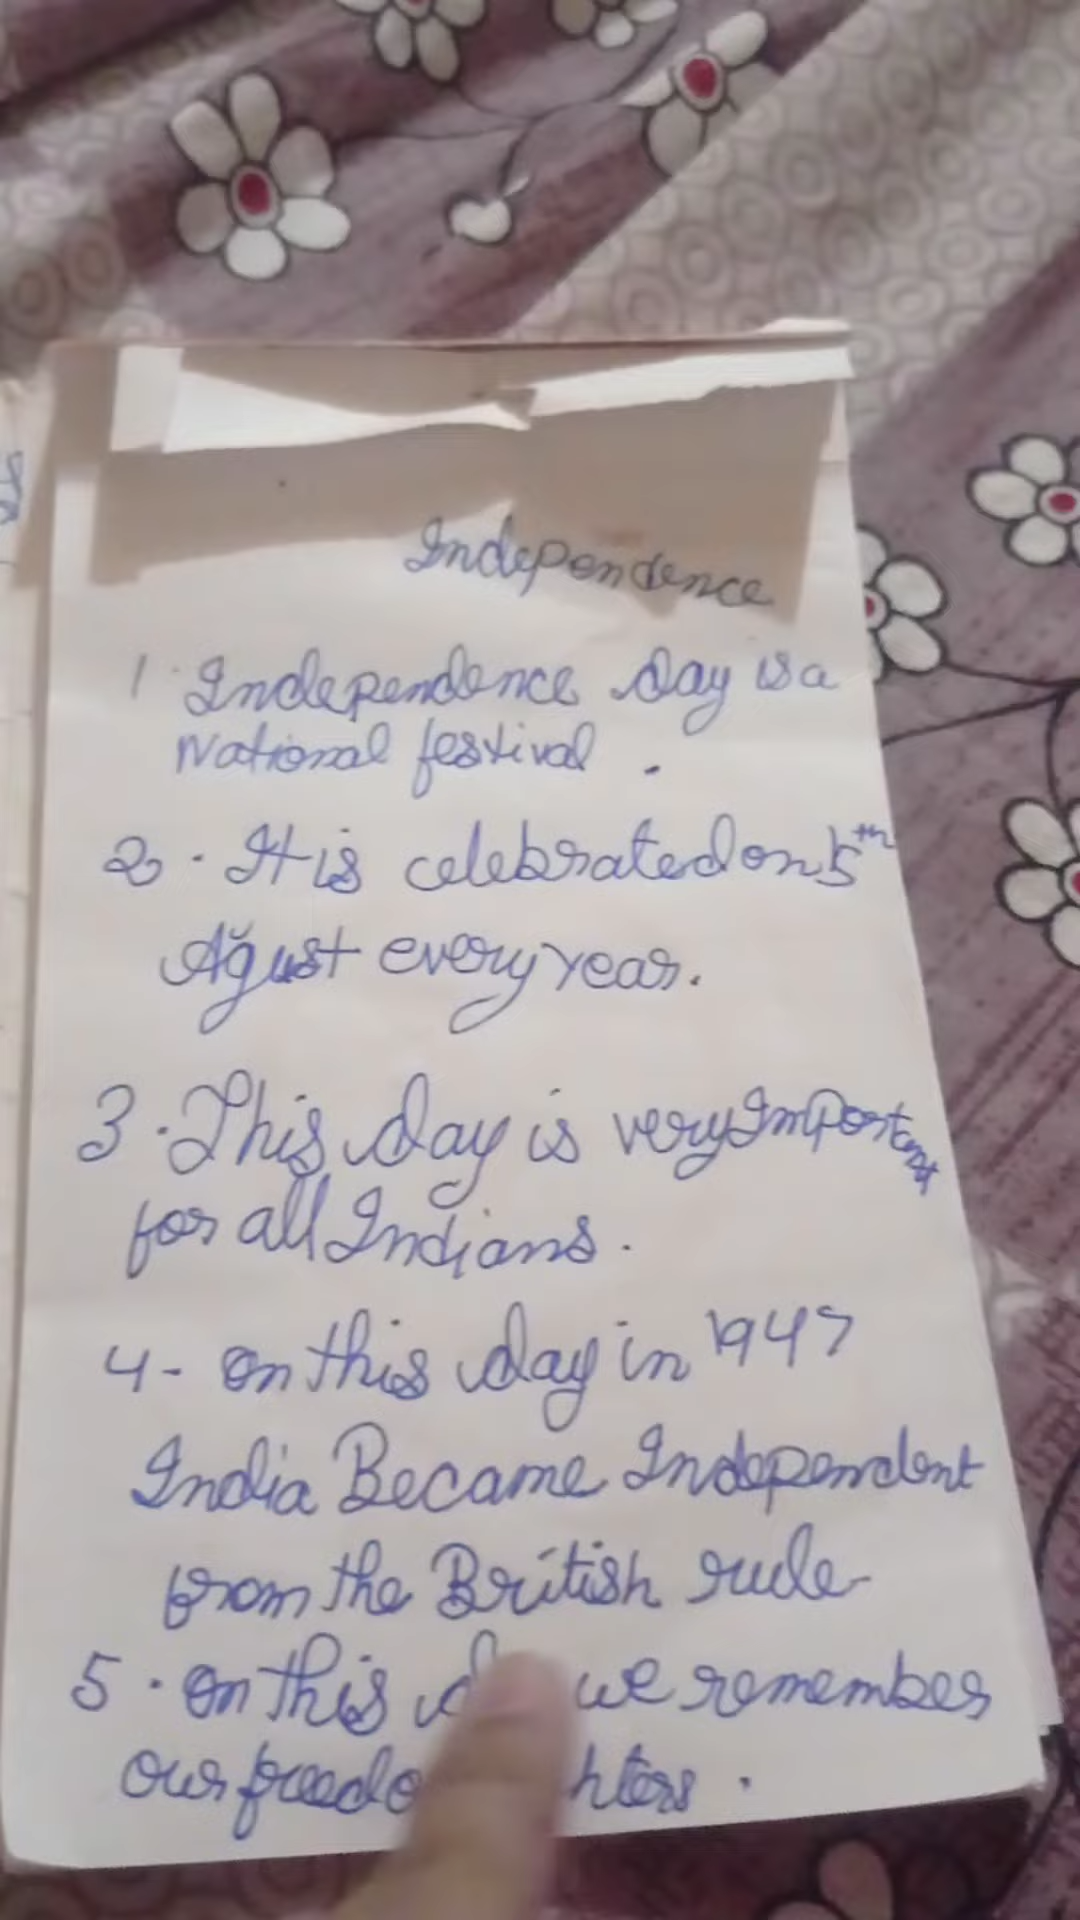 Independence
1. Independence day is a
National festival.
2. It is celebrated on 15th
August every year.
3. This day is very Important
for all Indians.
4- on this day in 1947
India Became Independent
from the British rule-
5. on this we remember
our